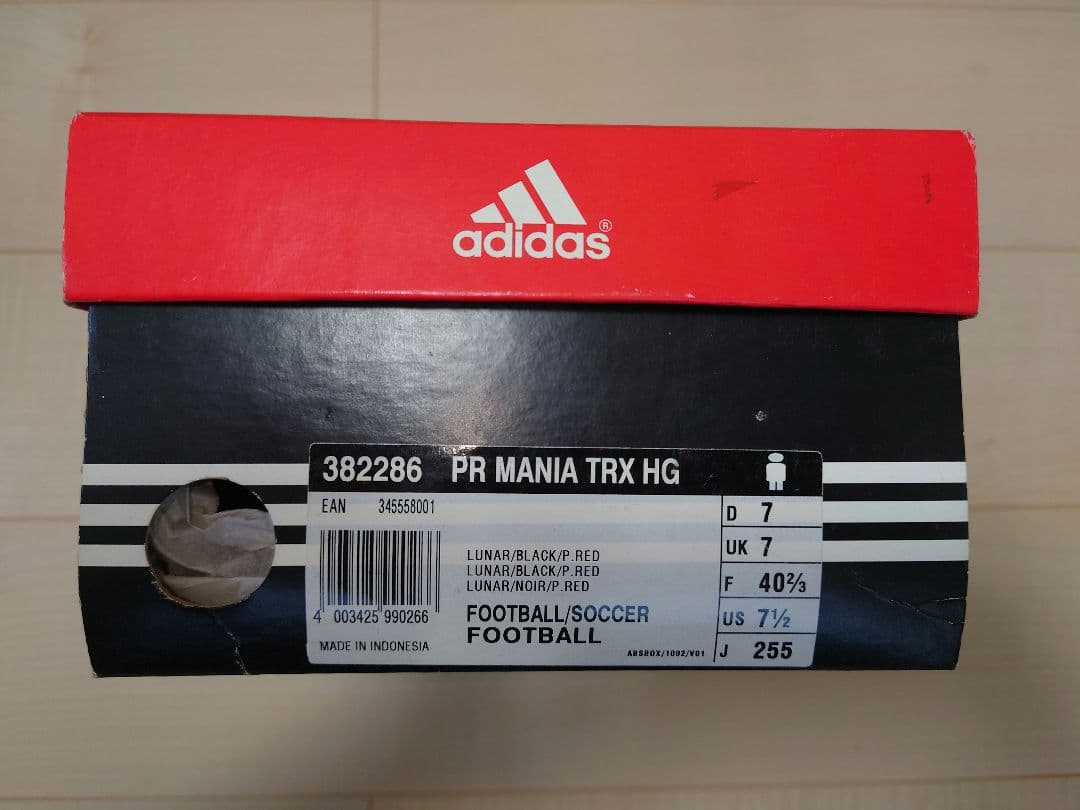 adidas®
382286 PR MANIA TRX HG
EAN 345558001
LUNAR/BLACK/P.RED
LUNAR/BLACK/P.RED
LUNAR/NOIR/P.RED
4 003425 990266
FOOTBALL/SOCCER
FOOTBALL
MADE IN INDONESIA
ABSBOX/1002/V01
D 7
UK 7
F 40⅔
US 7½
J 255